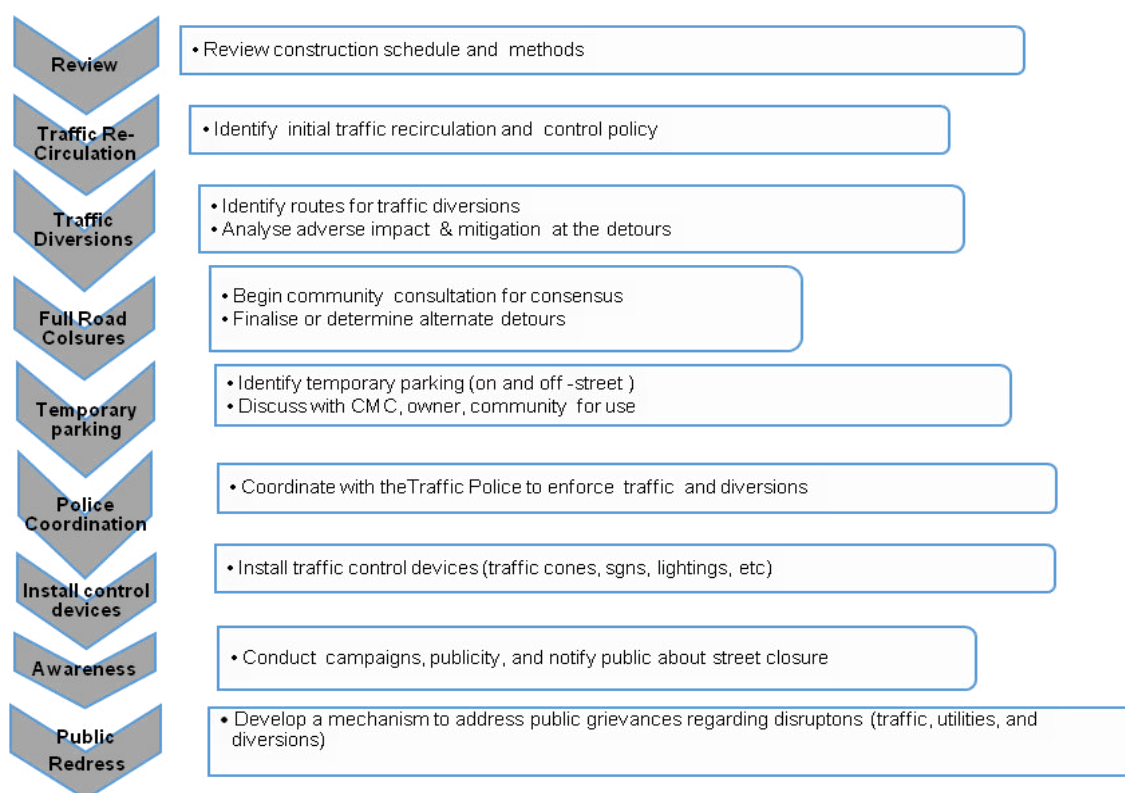 Review
• Review construction schedule and methods
Traffic Re-
Circulation
• Identify initial traffic recirculation and control policy
Traffic
Diversions
• Identify routes for traffic diversions
• Analyse adverse impact & mitigation at the detours
Full Road
Colsures
• Begin community consultation for consensus
• Finalise or determine alternate detours
Temporary
parking
• Identify temporary parking (on and off -street )
• Discuss with CMC, owner, community for use
Police
Coordination
• Coordinate with theTraffic Police to enforce traffic and diversions
Install control
devices
• Install traffic control devices (traffic cones, sgns, lightings, etc)
Awareness
• Conduct campaigns, publicity, and notify public about street closure
Public
Redress
• Develop a mechanism to address public grievances regarding disruptons (traffic, utilities, and
diversions)